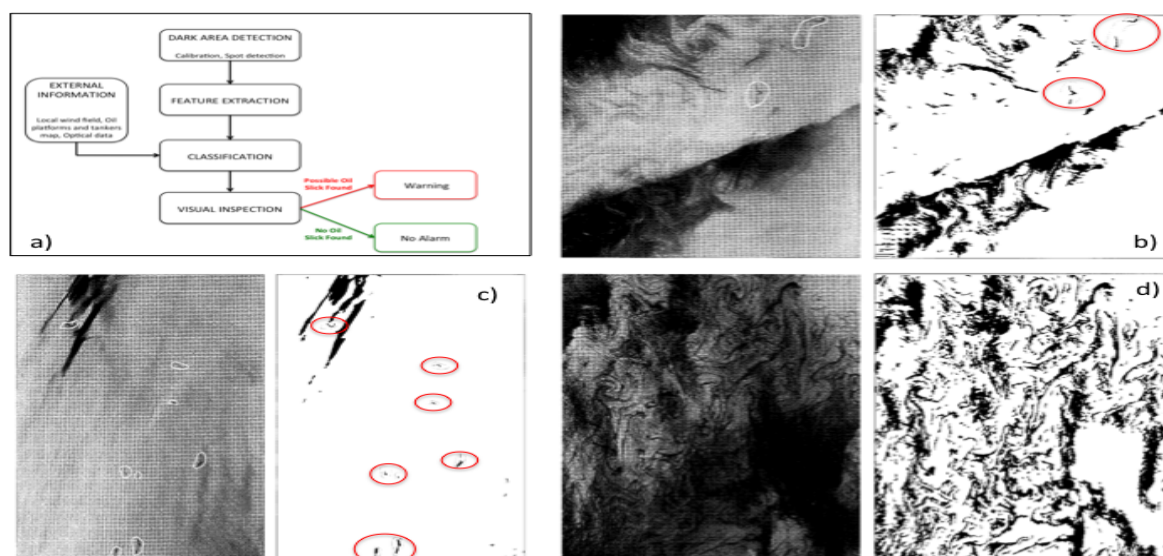 DARK AREA DETECTION
Calibration, Spot detection
EXTERNAL
INFORMATION
Local wind field, Oil
platforms and tankers
map, Optical data
FEATURE EXTRACTION
CLASSIFICATION
VISUAL INSPECTION
Possible Oil
Slick Found
Warning
No Oil
Slick Found
No Alarm
a)
b)
c)
d)